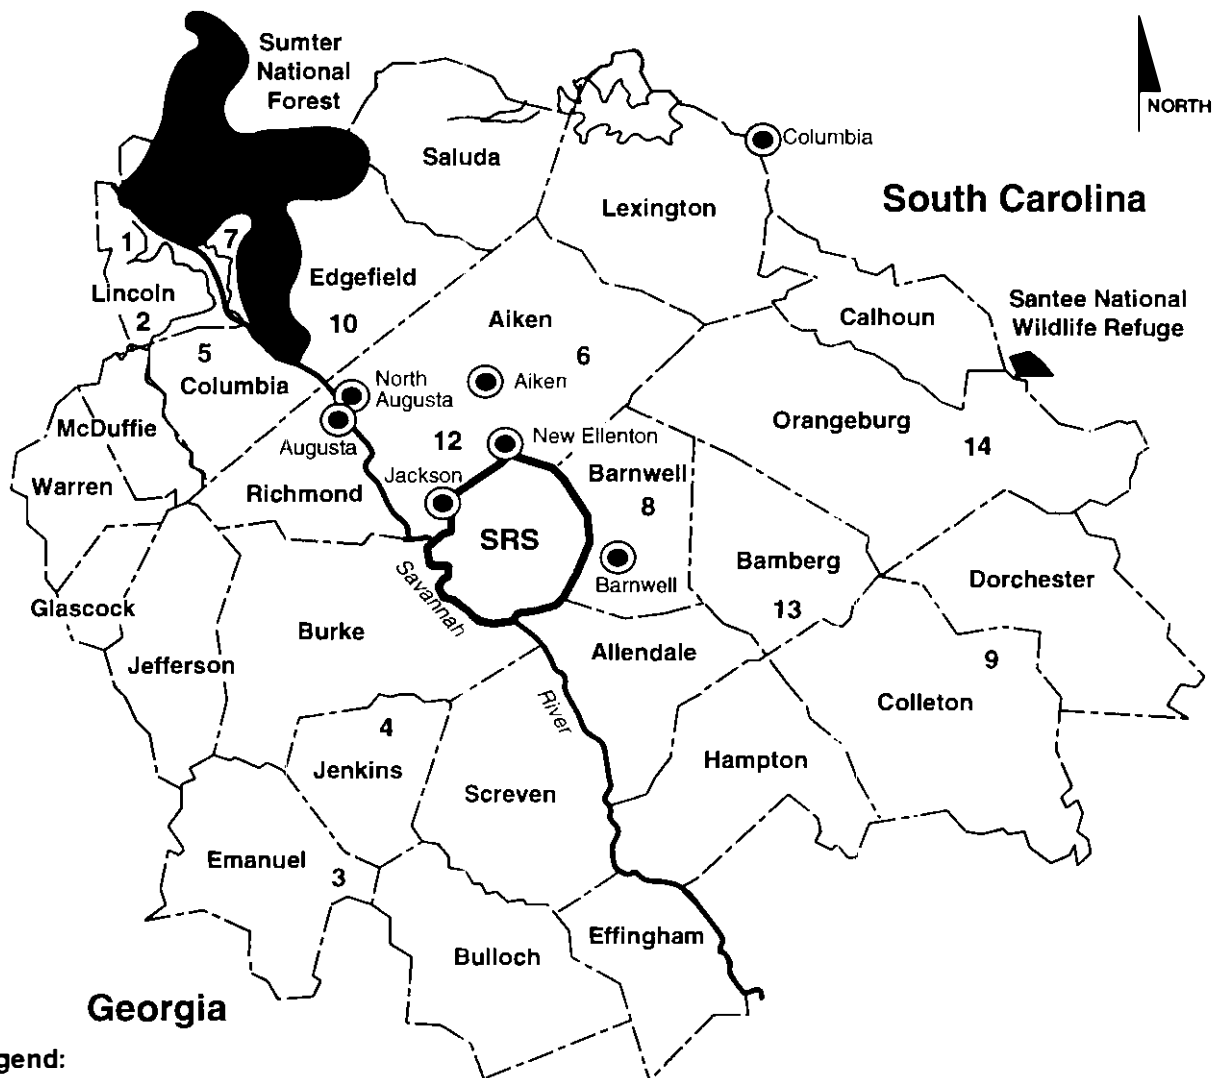 Sumter
National
Forest
NORTH
Columbia
Saluda
South Carolina
Lexington
1
7
Edgefield
Lincoln
Santee National
Wildlife Refuge
Calhoun
2
10
Aiken
5
6
Columbia
North
Augusta
Aiken
Orangeburg
McDuffie
Augusta
12
New Ellenton
14
Warren
Richmond
Jackson
Barnwell
8
SRS
Bamberg
Dorchester
Barnwell
Savannah
Glascock
Burke
13
Jefferson
Allendale
9
Colleton
River
4
Jenkins
Hampton
Screven
Emanuel
3
Effingham
Bulloch
Georgia
gend: